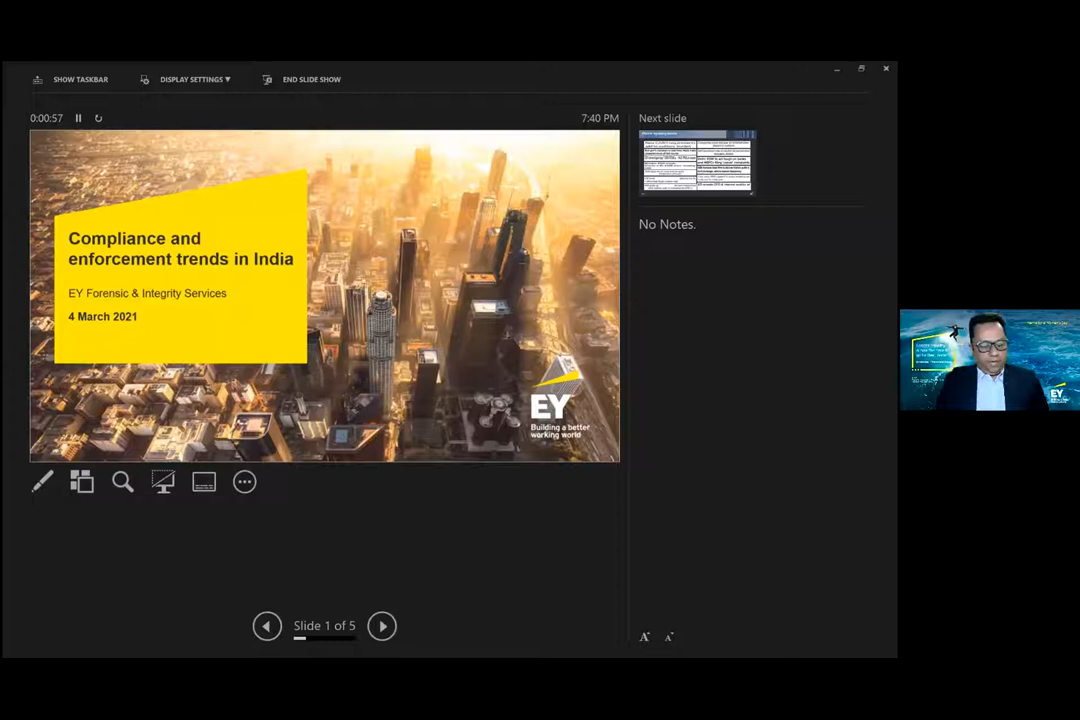 SHOW TASKBAR
DISPLAY SETTINGS ▼
END SLIDE SHOW
0:00:57
7:40 PM
Next slide
Compliance and
enforcement trends in India
EY Forensic & Integrity Services
4 March 2021
EY
Building a better
working world
No Notes.
Slide 1 of 5
A
A
EY